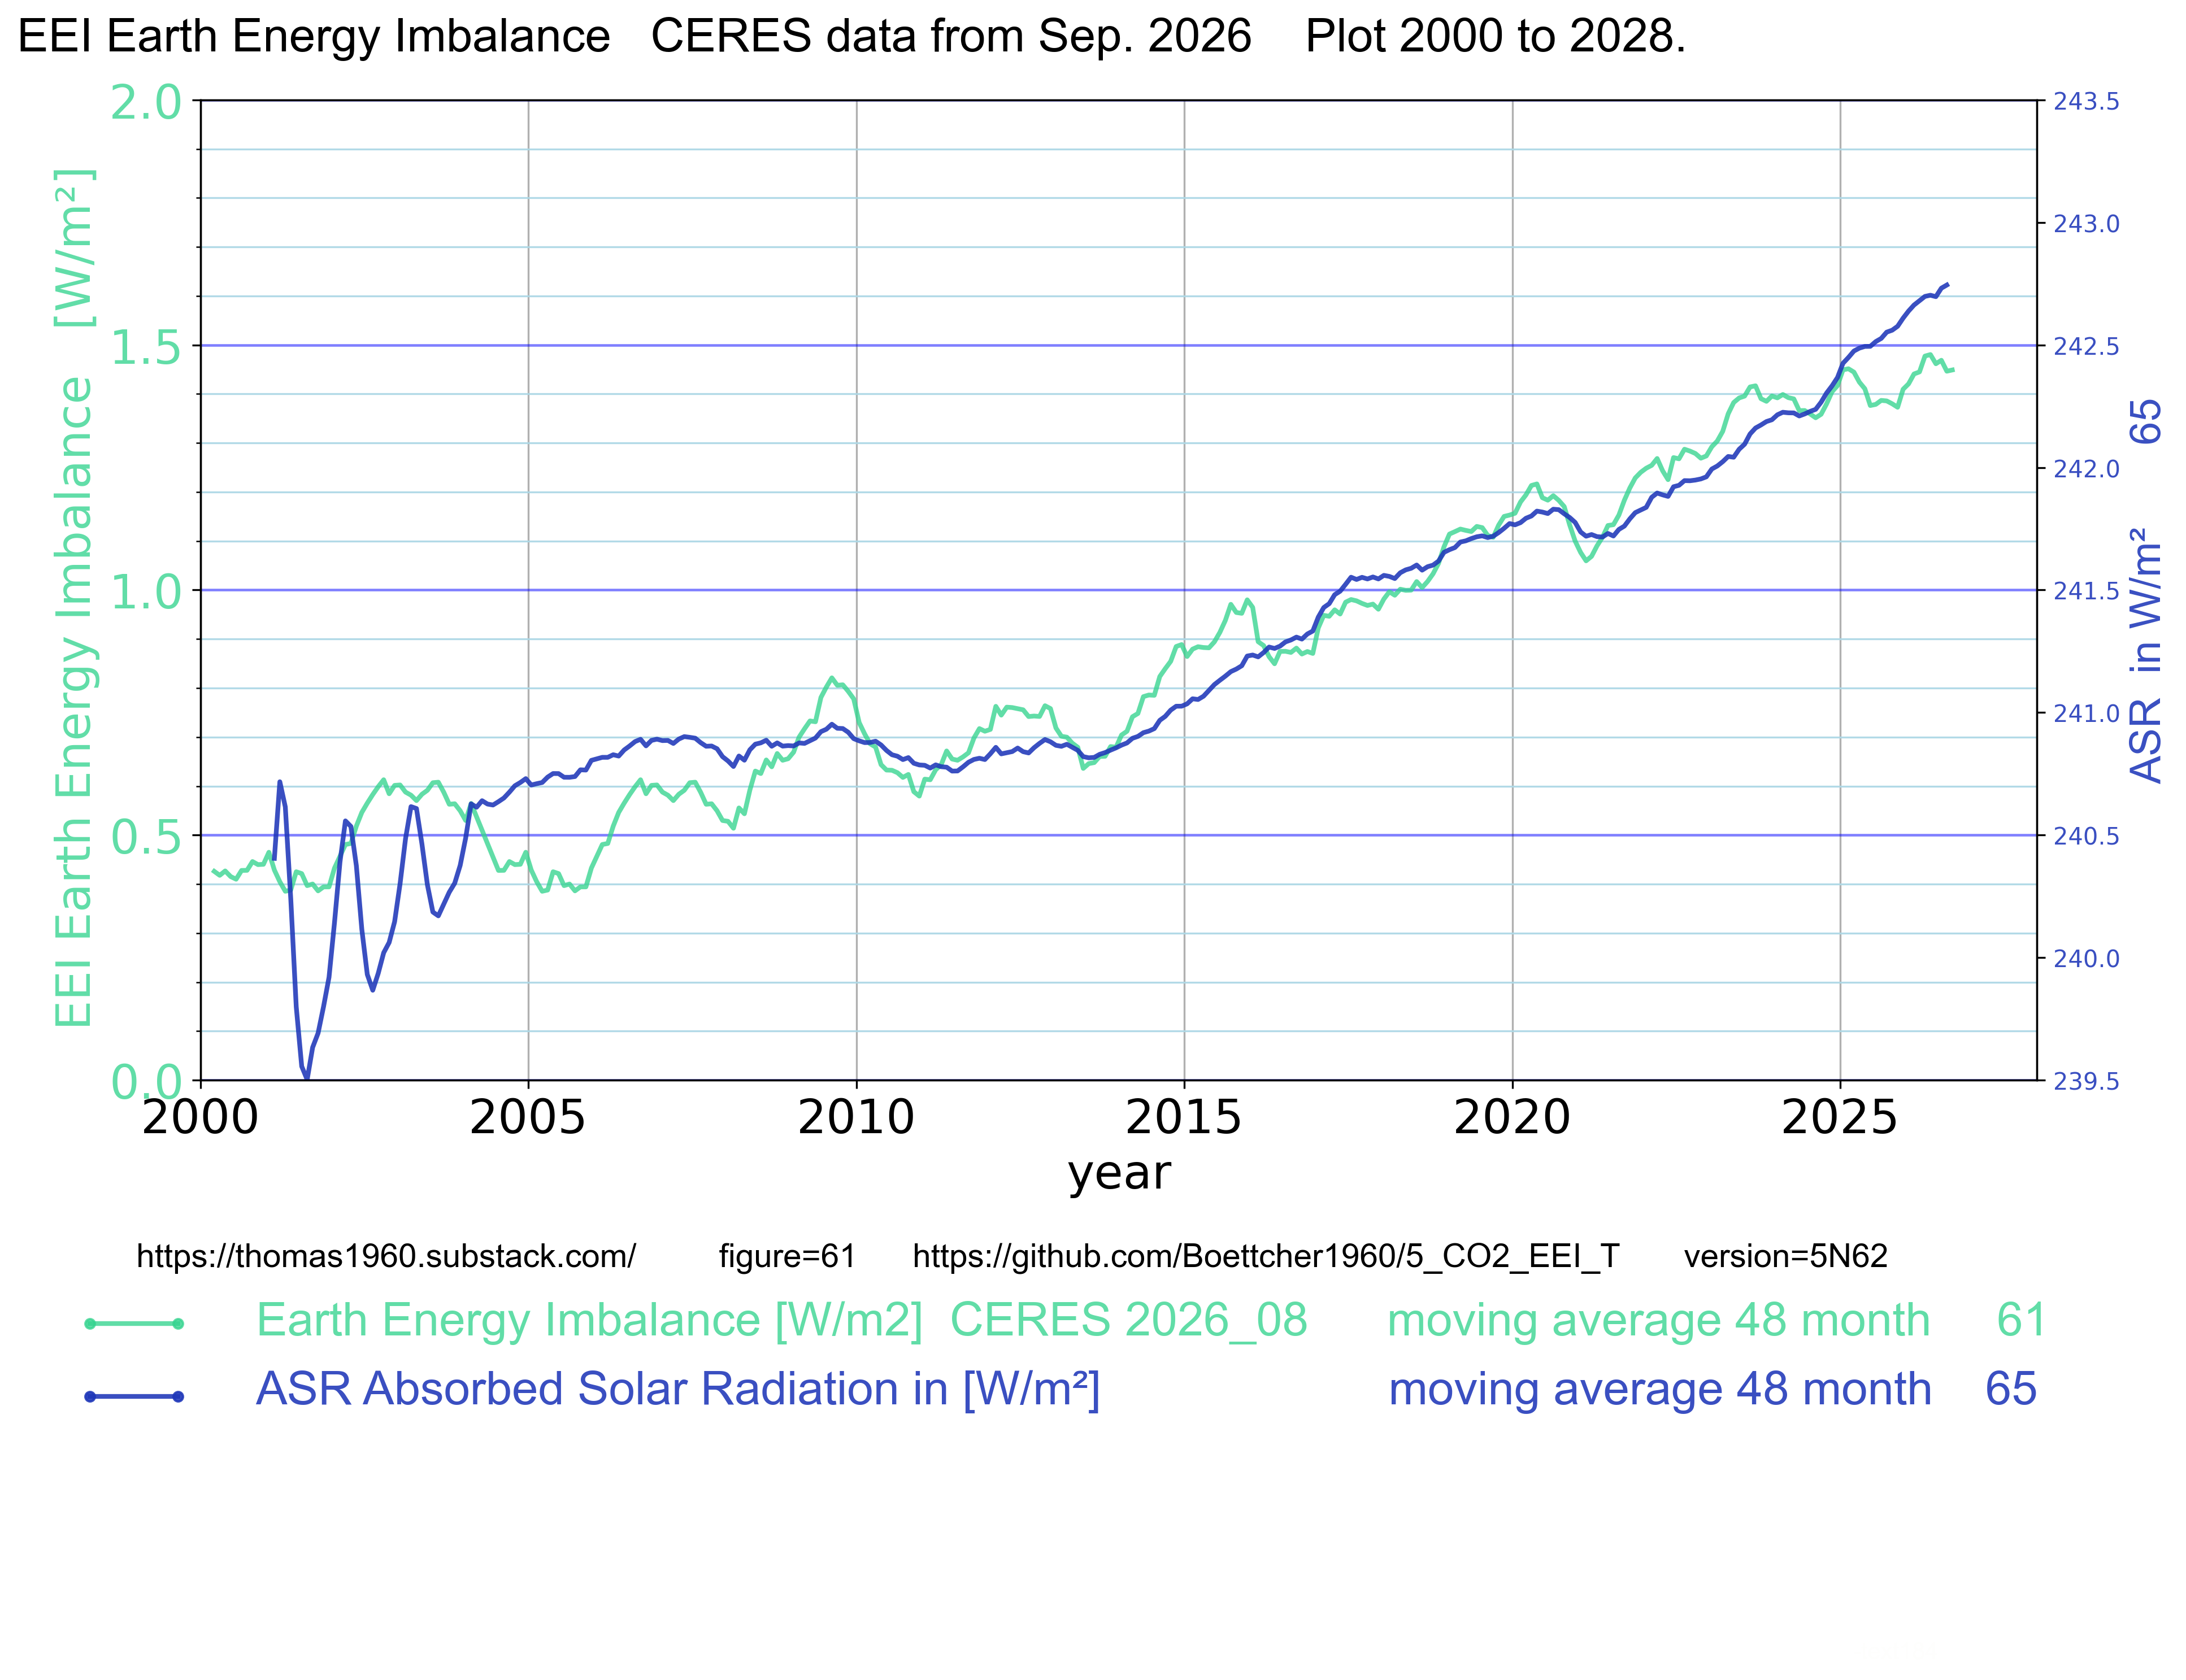 EEI Earth Energy Imbalance CERES data from Sep. 2026 Plot 2000 to 2028.
EEI Earth Energy Imbalance [W/m²]
2.0
1.5
1.0
0.5
0.0
243.5
243.0
242.5
242.0
241.5
241.0
240.5
240.0
239.5
ASR in W/m² 65
2000 2005 2010 2015 2020 2025
year
https://thomas1960.substack.com/ figure=61 https://github.com/Boettcher1960/5_CO2_EEI_T version=5N62
Earth Energy Imbalance [W/m2] CERES 2026_08 moving average 48 month 61
ASR Absorbed Solar Radiation in [W/m²] moving average 48 month 65